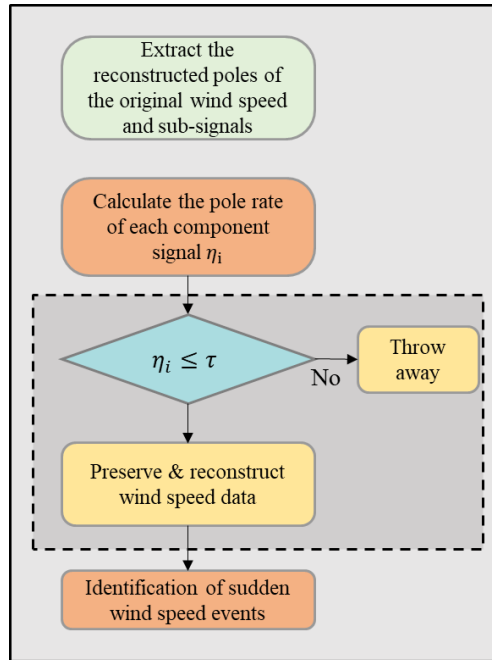 Extract the
reconstructed poles of
the original wind speed
and sub-signals
Calculate the pole rate
of each component
signal ηi
ηi ≤ τ
No
Throw
away
Preserve & reconstruct
wind speed data
Identification of sudden
wind speed events